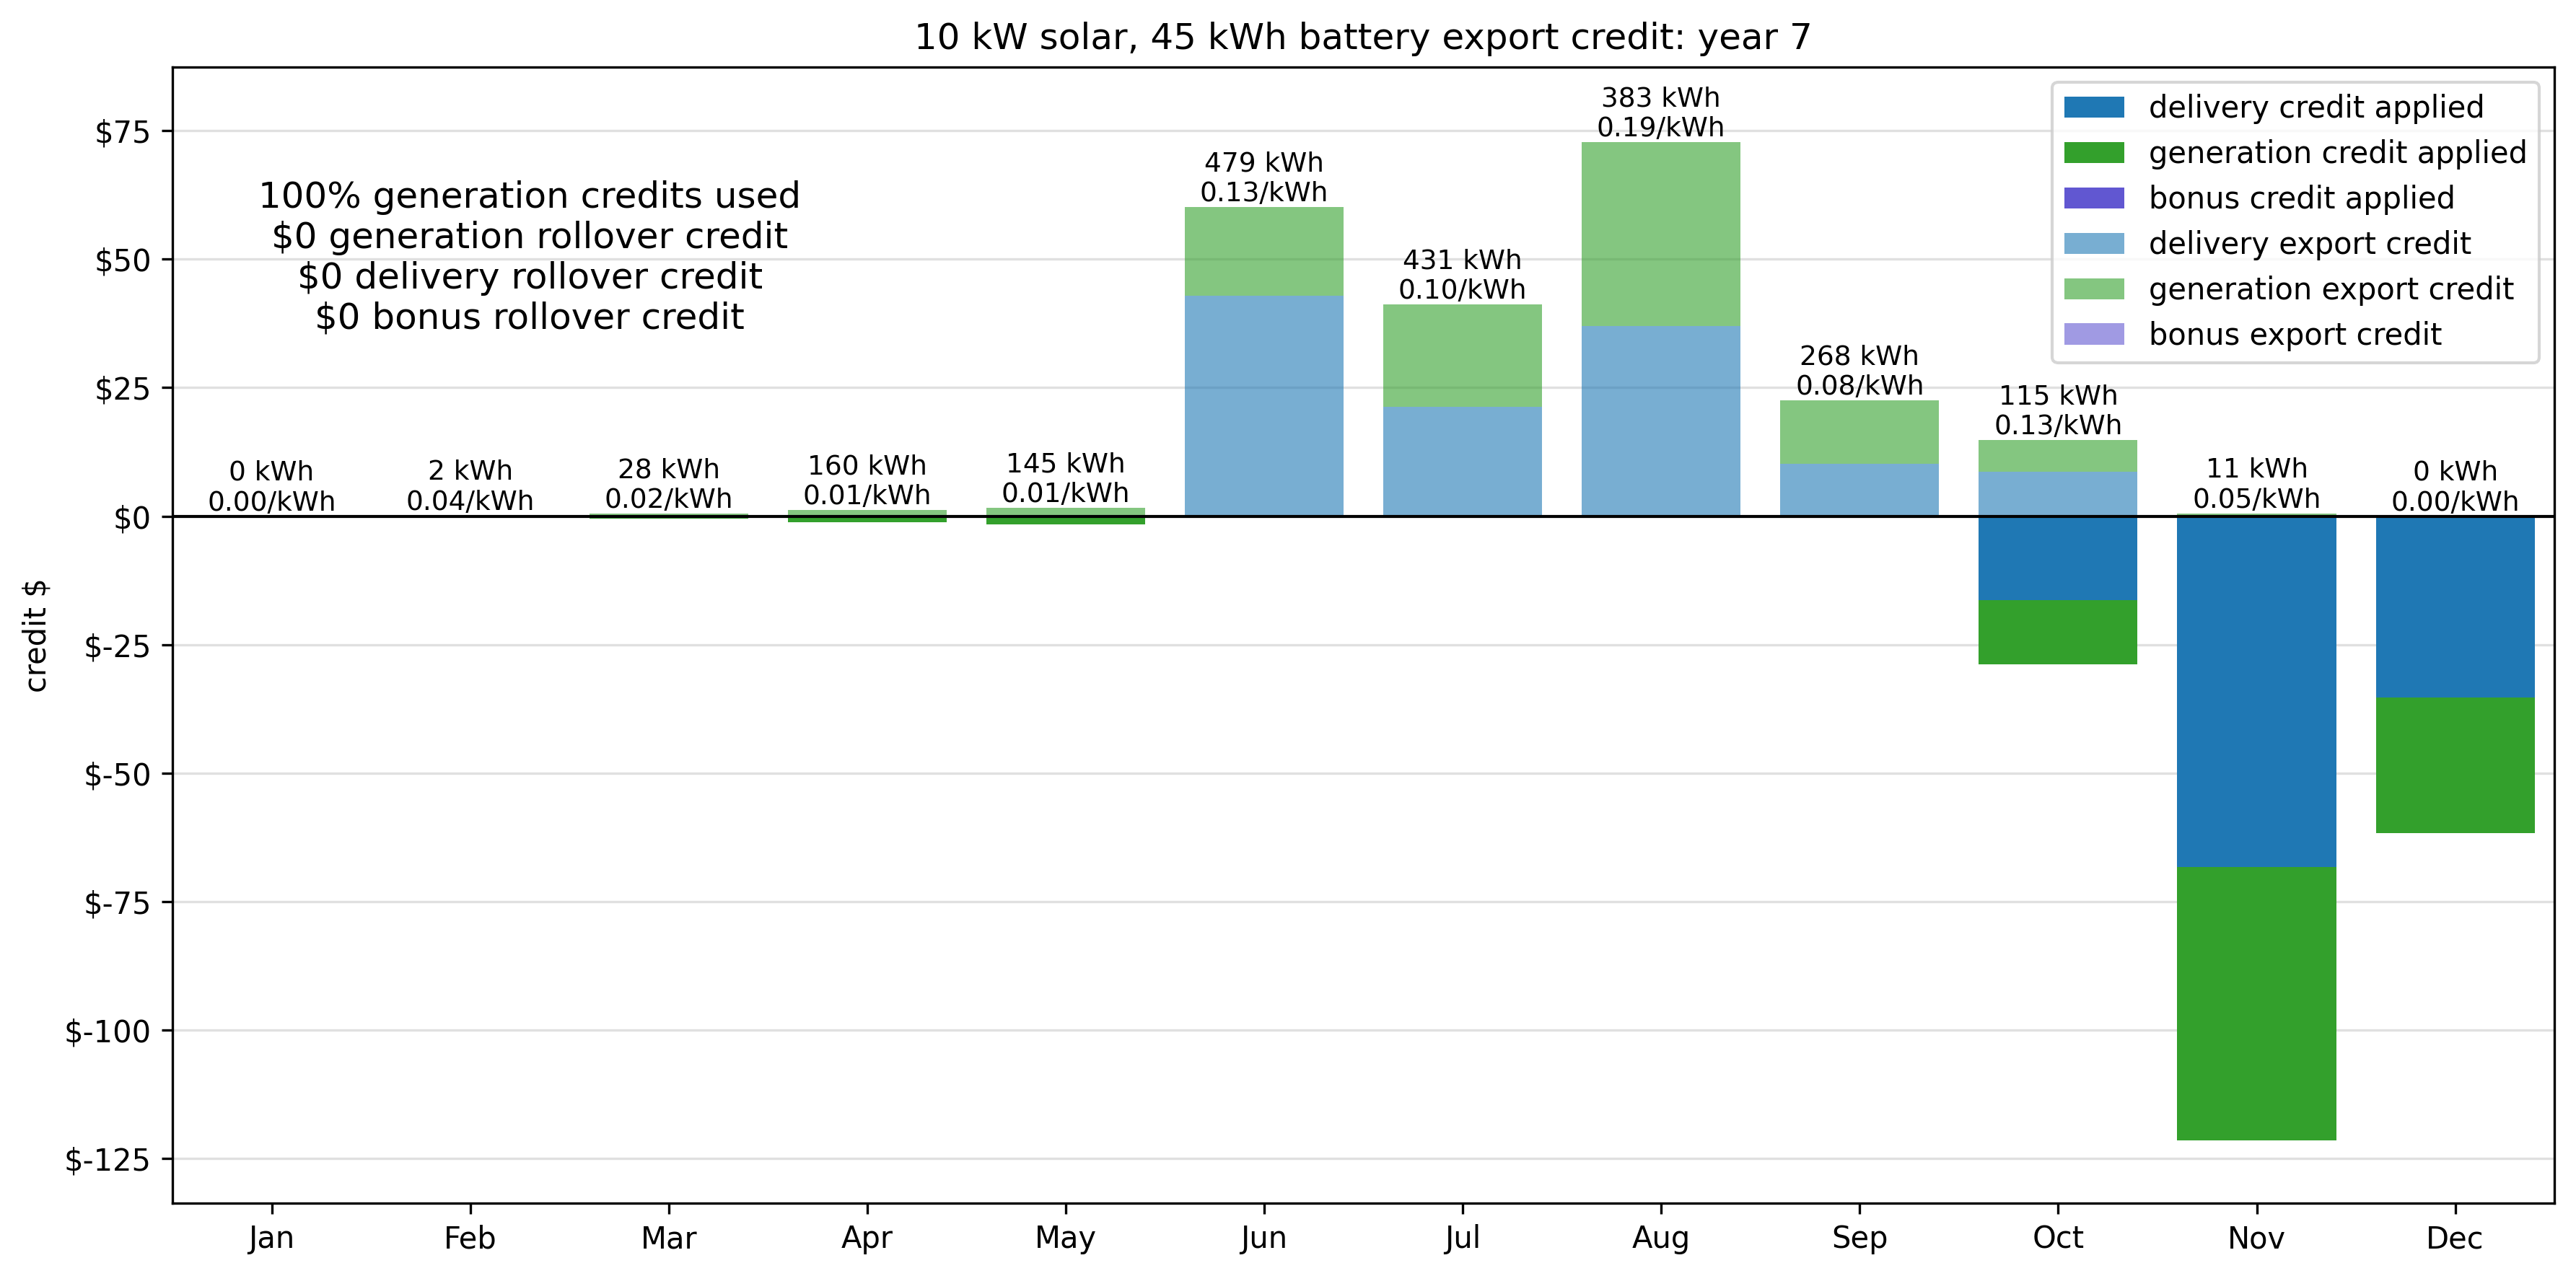 10 kW solar, 45 kWh battery export credit: year 7
credit $
$75
$50
$25
$0
$-25
$-50
$-75
$-100
$-125
100% generation credits used
$0 generation rollover credit
$0 delivery rollover credit
$0 bonus rollover credit
delivery credit applied
generation credit applied
bonus credit applied
delivery export credit
generation export credit
bonus export credit
0 kWh
0.00/kWh
2 kWh
0.04/kWh
28 kWh
0.02/kWh
160 kWh
0.01/kWh
145 kWh
0.01/kWh
479 kWh
0.13/kWh
431 kWh
0.10/kWh
383 kWh
0.19/kWh
268 kWh
0.08/kWh
115 kWh
0.13/kWh
11 kWh
0.05/kWh
0 kWh
0.00/kWh
Jan Feb Mar Apr May Jun Jul Aug Sep Oct Nov Dec